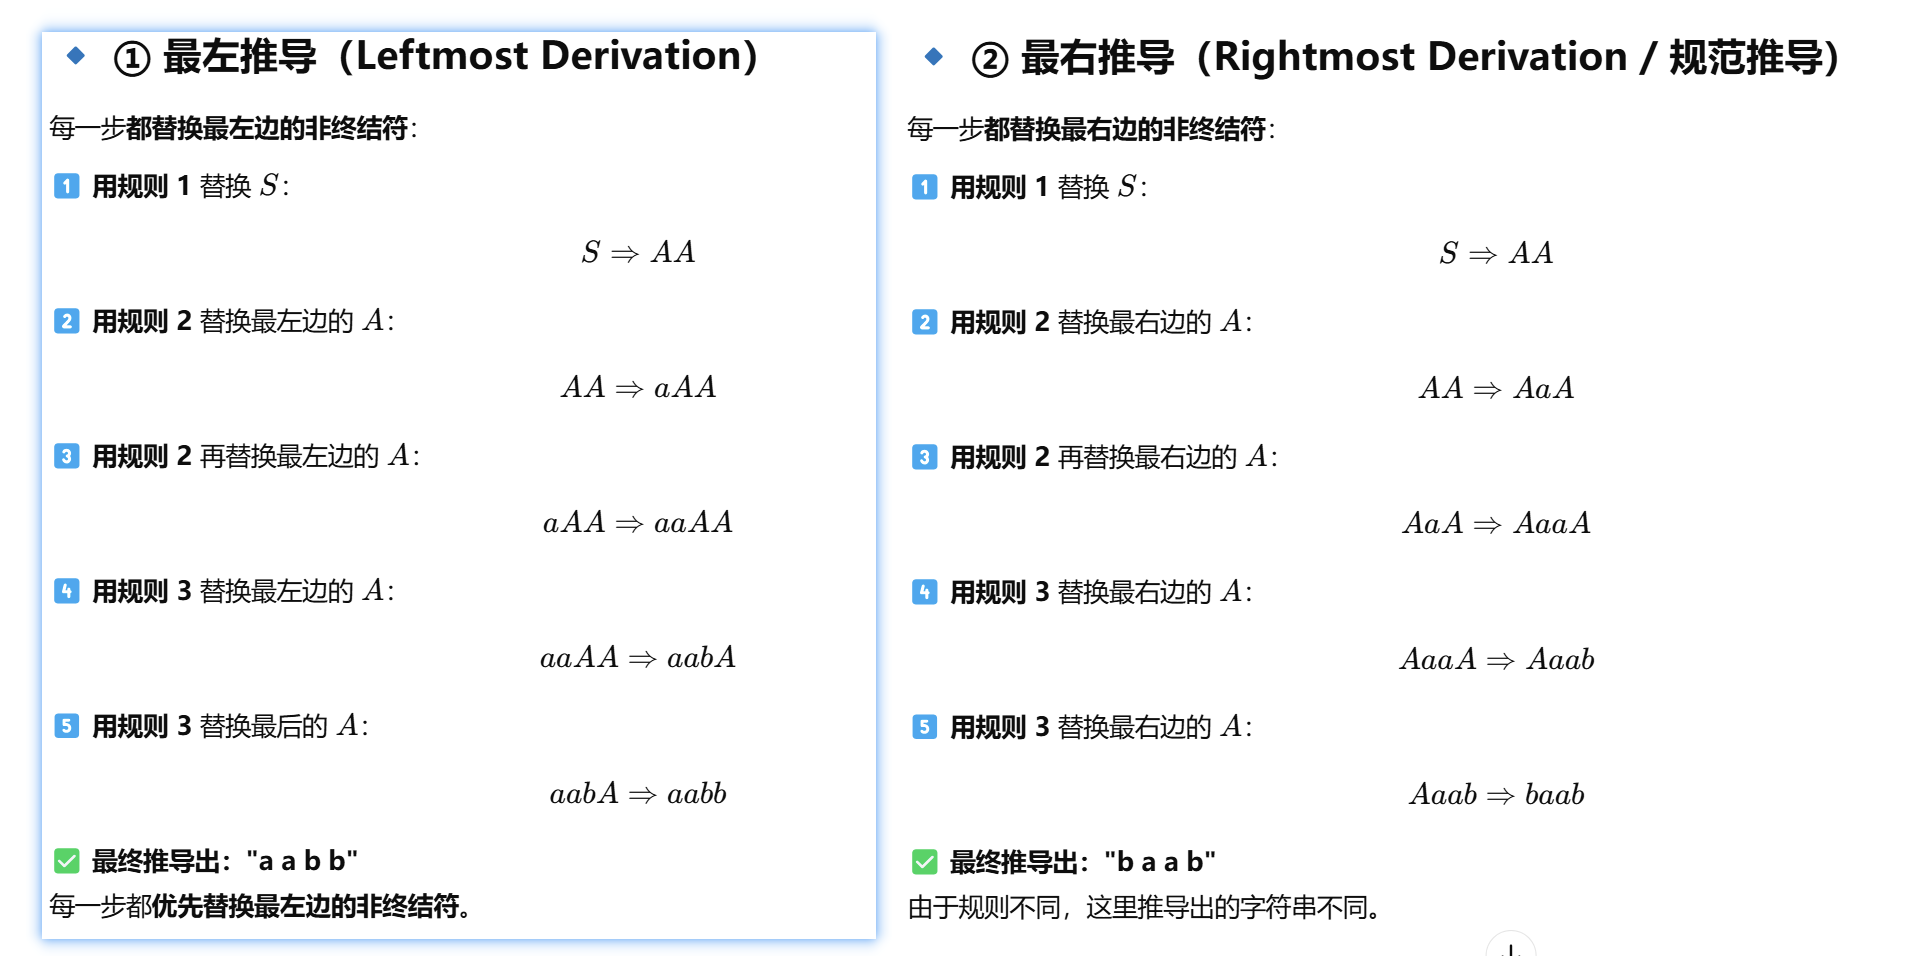 ① 最左推导（Leftmost Derivation）
每一步都替换最左边的非终结符：
1 用规则 1 替换 S：
S ⇒ AA
2 用规则 2 替换最左边的 A：
AA ⇒ aAA
3 用规则 2 再替换最左边的 A：
aAA ⇒ aaAA
4 用规则 3 替换最左边的 A：
aaAA ⇒ aabA
5 用规则 3 替换最后的 A：
aabA ⇒ aabb
最终推导出："a a b b"
每一步都优先替换最左边的非终结符。
② 最右推导（Rightmost Derivation / 规范推导）
每一步都替换最右边的非终结符：
1 用规则 1 替换 S：
S ⇒ AA
2 用规则 2 替换最右边的 A：
AA ⇒ AaA
3 用规则 2 再替换最右边的 A：
AaA ⇒ AaaA
4 用规则 3 替换最右边的 A：
AaaA ⇒ Aaab
5 用规则 3 替换最右边的 A：
Aaab ⇒ baab
最终推导出："b a a b"
由于规则不同，这里推导出的字符串不同。